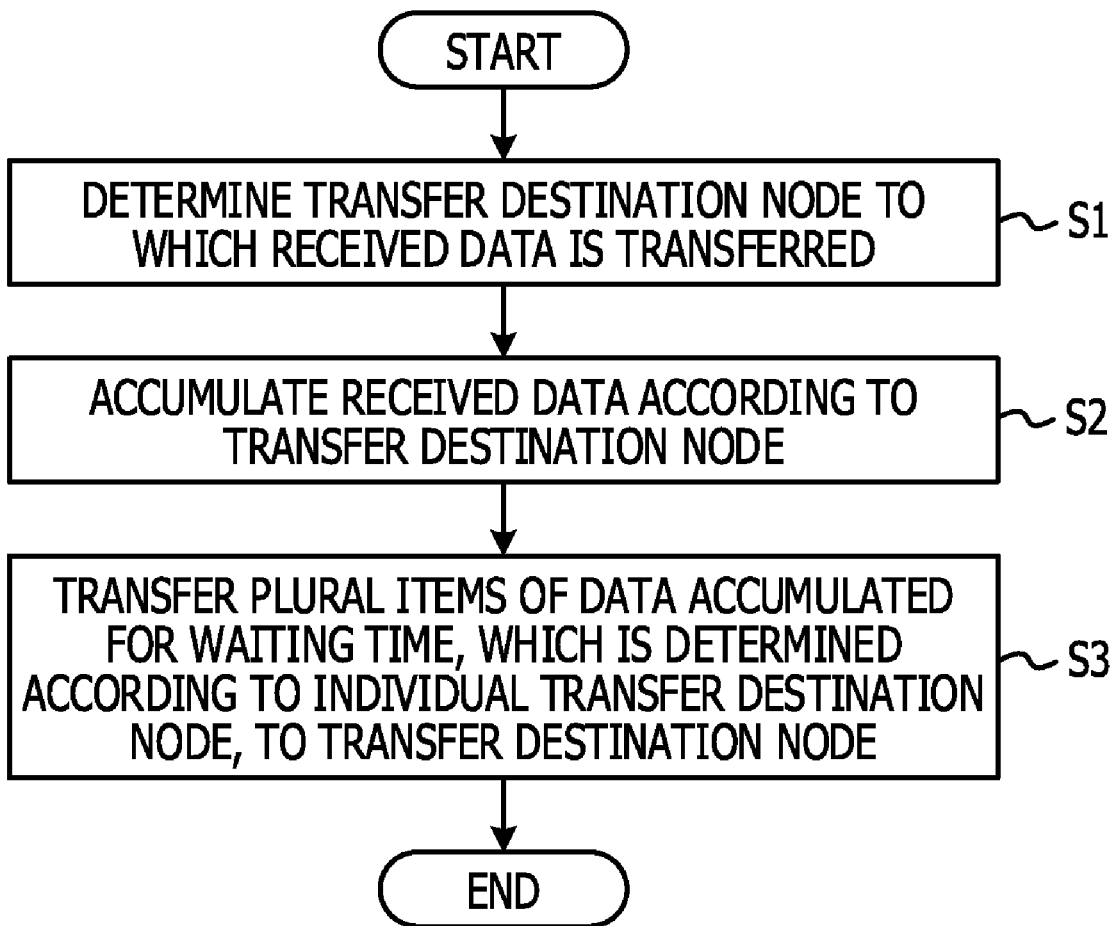 START
DETERMINE TRANSFER DESTINATION NODE TO
WHICH RECEIVED DATA IS TRANSFERRED
S1
ACCUMULATE RECEIVED DATA ACCORDING TO
TRANSFER DESTINATION NODE
S2
TRANSFER PLURAL ITEMS OF DATA ACCUMULATED
FOR WAITING TIME, WHICH IS DETERMINED
ACCORDING TO INDIVIDUAL TRANSFER DESTINATION
NODE, TO TRANSFER DESTINATION NODE
S3
END